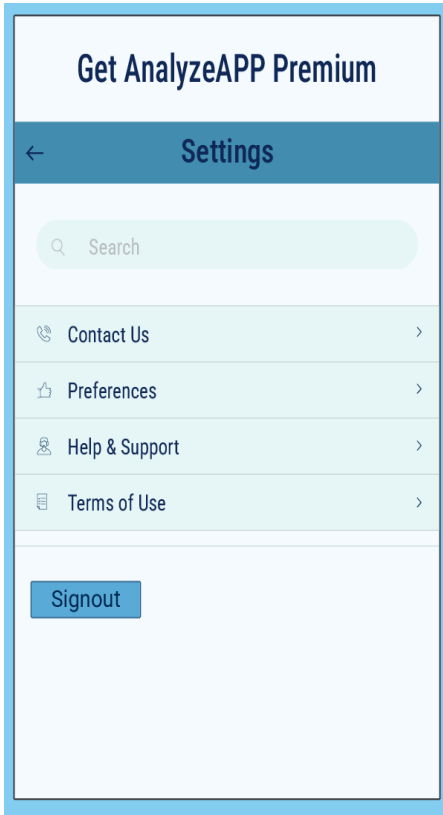 Get AnalyzeAPP Premium
Settings
Search
Contact Us
Preferences
Help & Support
Terms of Use
Signout